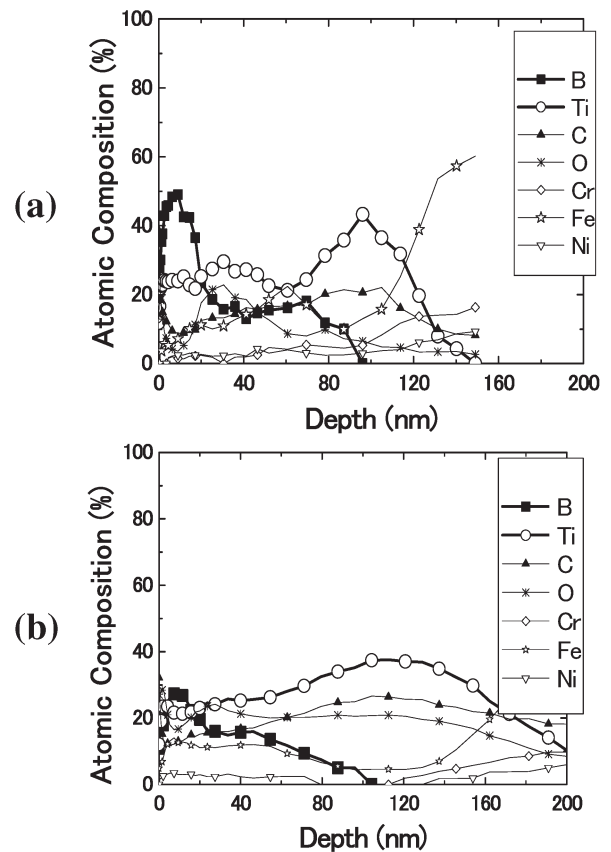 (a)
Atomic Composition (%)
100
80
60
40
20
0
0 40 80 120 160 200
Depth (nm)
B
Ti
C
O
Cr
Fe
Ni
(b)
Atomic Composition (%)
100
80
60
40
20
0
0 40 80 120 160 200
Depth (nm)
B
Ti
C
O
Cr
Fe
Ni